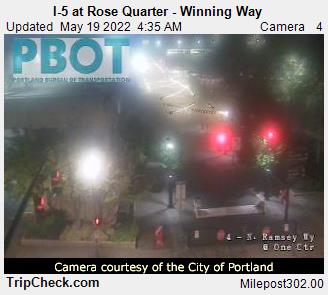 I-5 at Rose Quarter - Winning Way
Updated May 19 2022 4:35 AM Camera 4
PBOT
PORTLAND BUREAU OF TRANSPORTATION
4 - N. Ramsey Wy
@ One Ctr
Camera courtesy of the City of Portland
TripCheck.com Milepost302.00